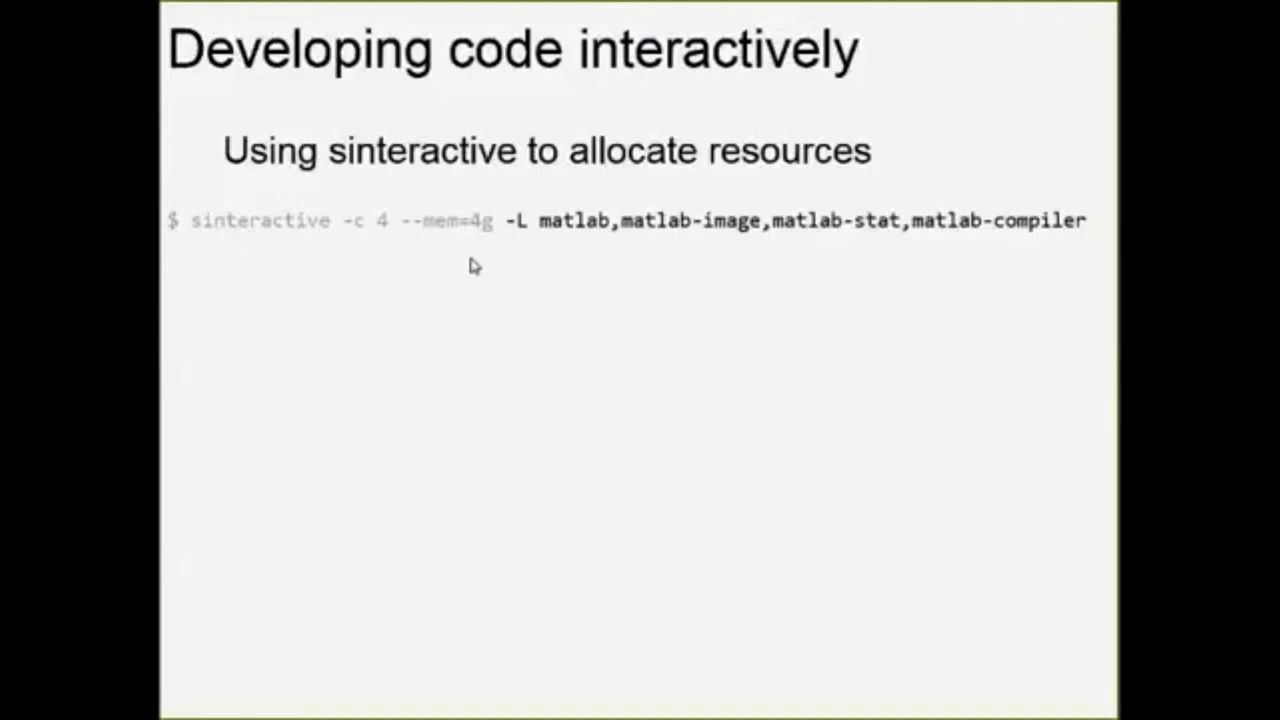 Developing code interactively
Using sinteractive to allocate resources
$ sinteractive -c 4 --mem=4g -L matlab,matlab-image,matlab-stat,matlab-compiler